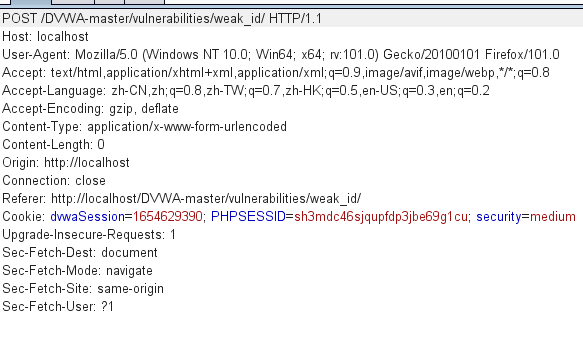 POST /DVWA-master/vulnerabilities/weak_id/ HTTP/1.1
Host: localhost
User-Agent: Mozilla/5.0 (Windows NT 10.0; Win64; x64; rv:101.0) Gecko/20100101 Firefox/101.0
Accept: text/html,application/xhtml+xml,application/xml;q=0.9,image/avif,image/webp,*/*;q=0.8
Accept-Language: zh-CN,zh;q=0.8,zh-TW;q=0.7,zh-HK;q=0.5,en-US;q=0.3,en;q=0.2
Accept-Encoding: gzip, deflate
Content-Type: application/x-www-form-urlencoded
Content-Length: 0
Origin: http://localhost
Connection: close
Referer: http://localhost/DVWA-master/vulnerabilities/weak_id/
Cookie: dvwaSession=1654629390; PHPSESSID=sh3mdc46sjqupfdp3jbe69g1cu; security=medium
Upgrade-Insecure-Requests: 1
Sec-Fetch-Dest: document
Sec-Fetch-Mode: navigate
Sec-Fetch-Site: same-origin
Sec-Fetch-User: ?1